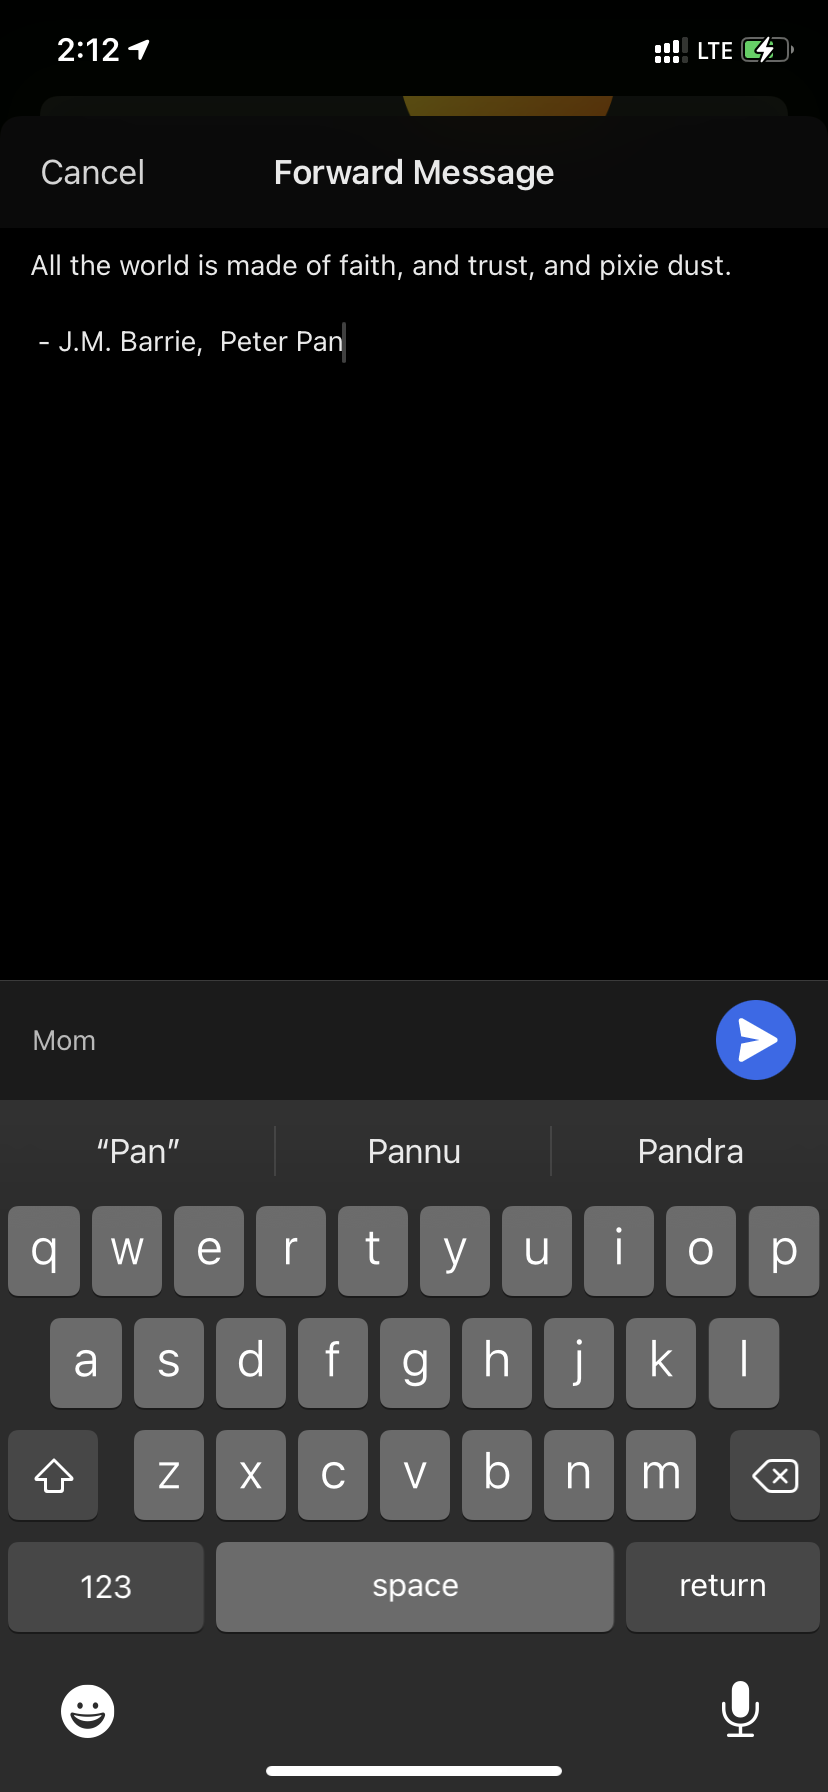 2:12 LTE
Cancel Forward Message
All the world is made of faith, and trust, and pixie dust.
- J.M. Barrie,  Peter Pan
Mom
“Pan” Pannu Pandra
q w e r t y u i o p
a s d f g h j k l
z x c v b n m
123 space return